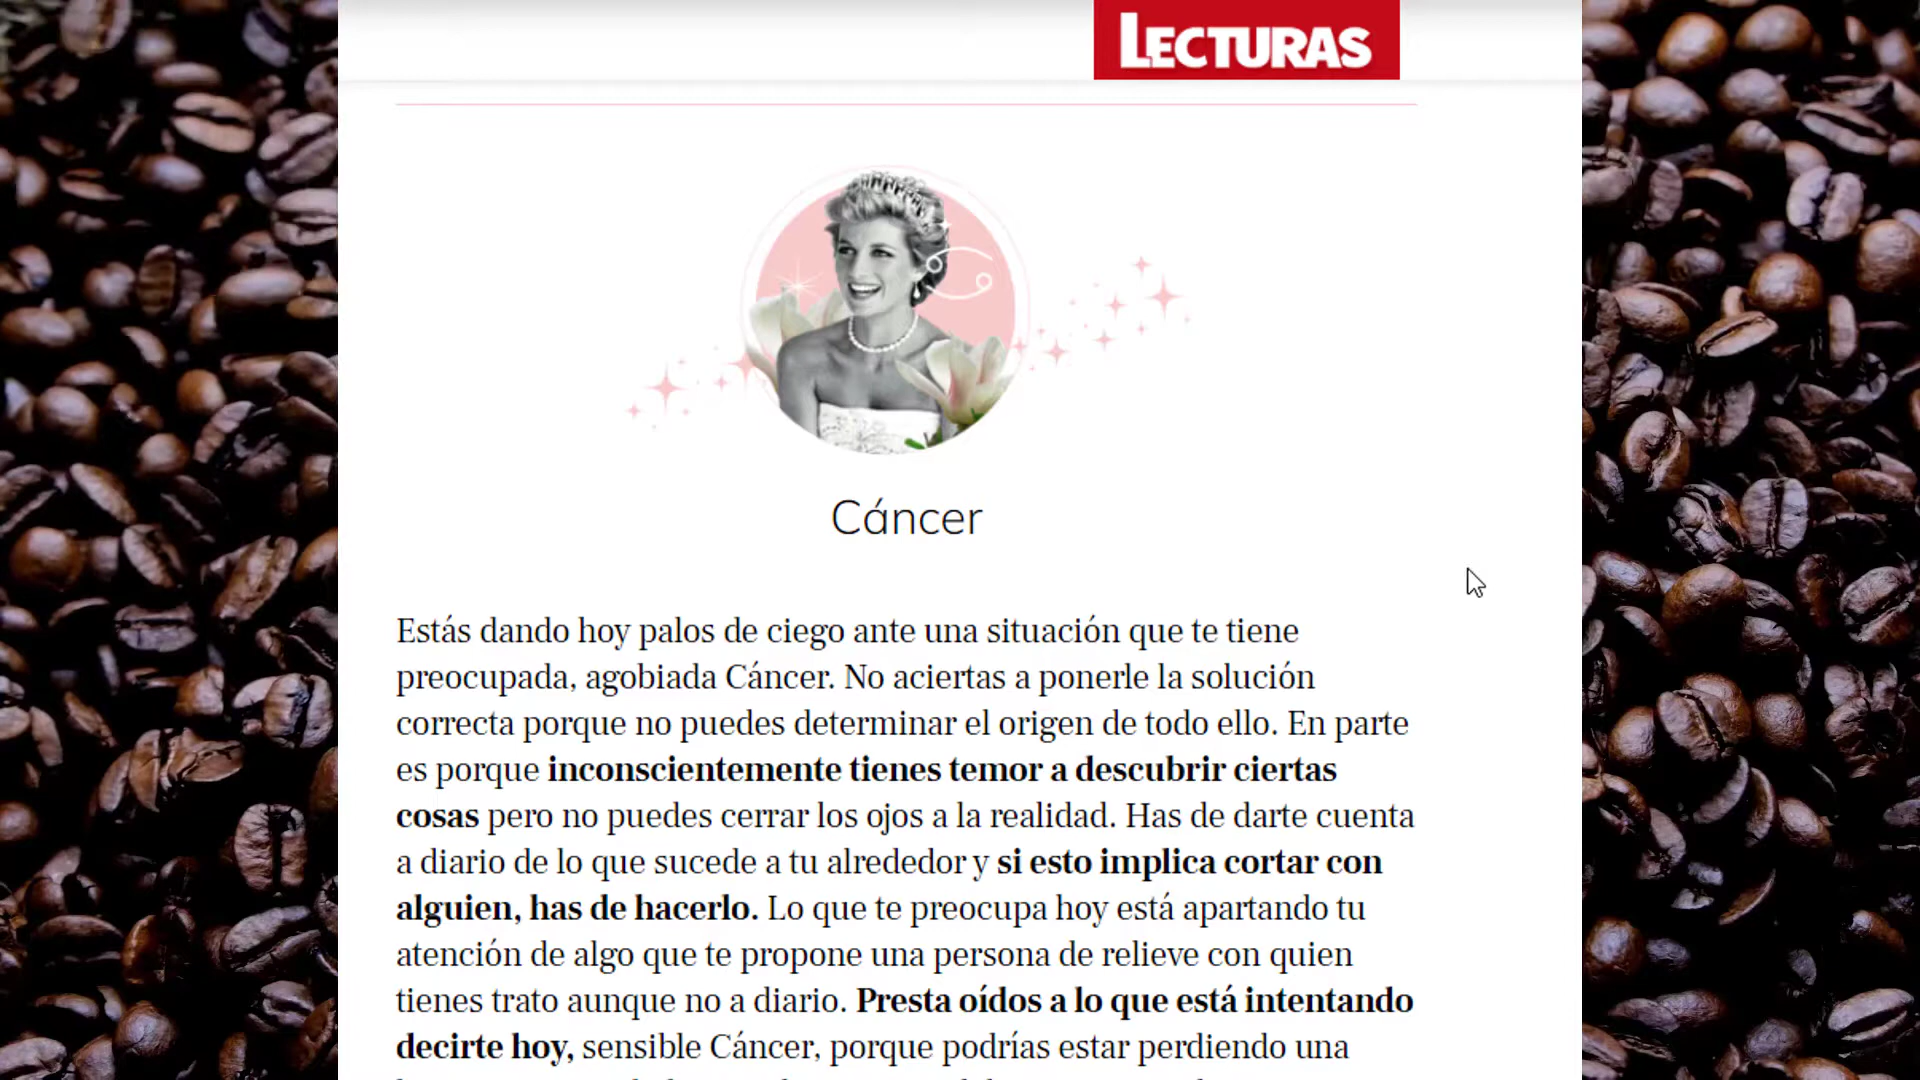 LECTURAS
Cáncer
Estás dando hoy palos de ciego ante una situación que te tiene
preocupada, agobiada Cáncer. No aciertas a ponerle la solución
correcta porque no puedes determinar el origen de todo ello. En parte
es porque inconscientemente tienes temor a descubrir ciertas
cosas pero no puedes cerrar los ojos a la realidad. Has de darte cuenta
a diario de lo que sucede a tu alrededor y si esto implica cortar con
alguien, has de hacerlo. Lo que te preocupa hoy está apartando tu
atención de algo que te propone una persona de relieve con quien
tienes trato aunque no a diario. Presta oídos a lo que está intentando
decirte hoy, sensible Cáncer, porque podrías estar perdiendo una